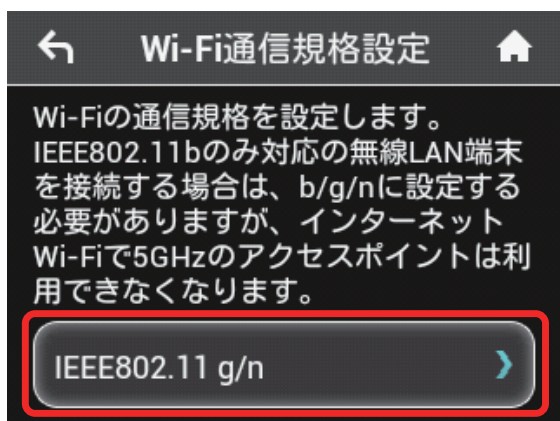 Wi-Fi通信規格設定
Wi-Fiの通信規格を設定します。
IEEE802.11bのみ対応の無線LAN端末
を接続する場合は、b/g/nに設定する
必要がありますが、インターネット
Wi-Fiで5GHzのアクセスポイントは利
用できなくなります。
IEEE802.11 g/n